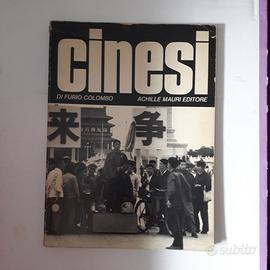 cinesi
DI FURIO COLOMBO
ACHILLE MAURI EDITORE
来 争
subito